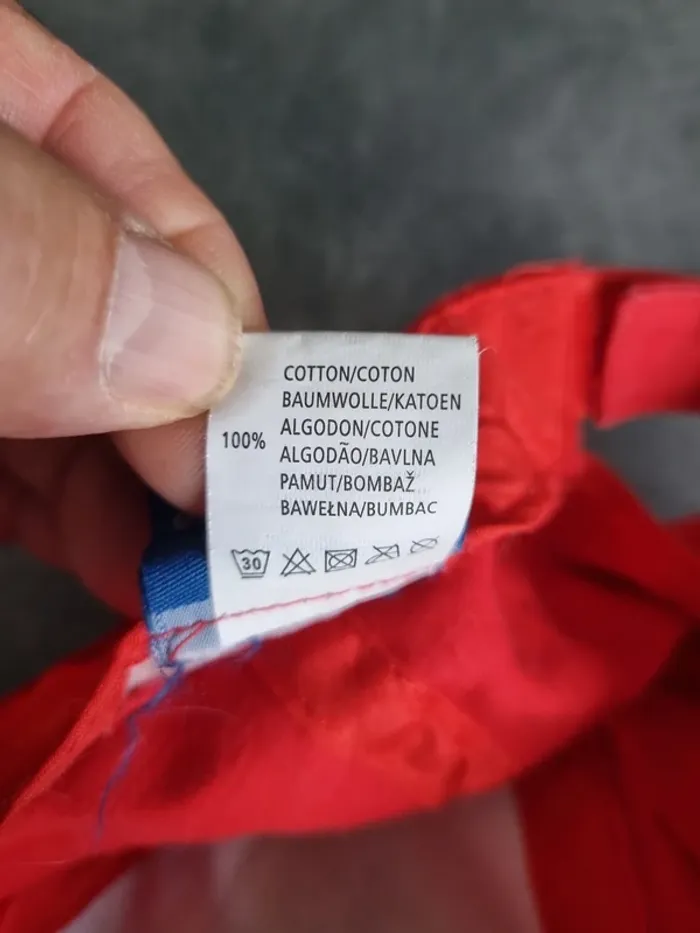 COTTON/COTON
BAUMWOLLE/KATOEN
100% ALGODON/COTONE
ALGODÃO/BAVLNA
PAMUT/BOMBAŽ
BAWEŁNA/BUMBAC
30